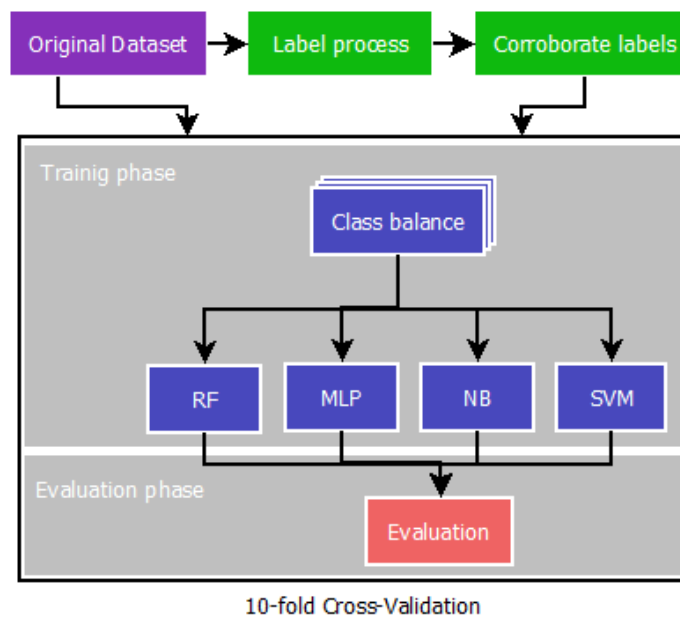 Original Dataset
Label process
Corroborate labels
Trainig phase
Class balance
RF
MLP
NB
SVM
Evaluation phase
Evaluation
10-fold Cross-Validation